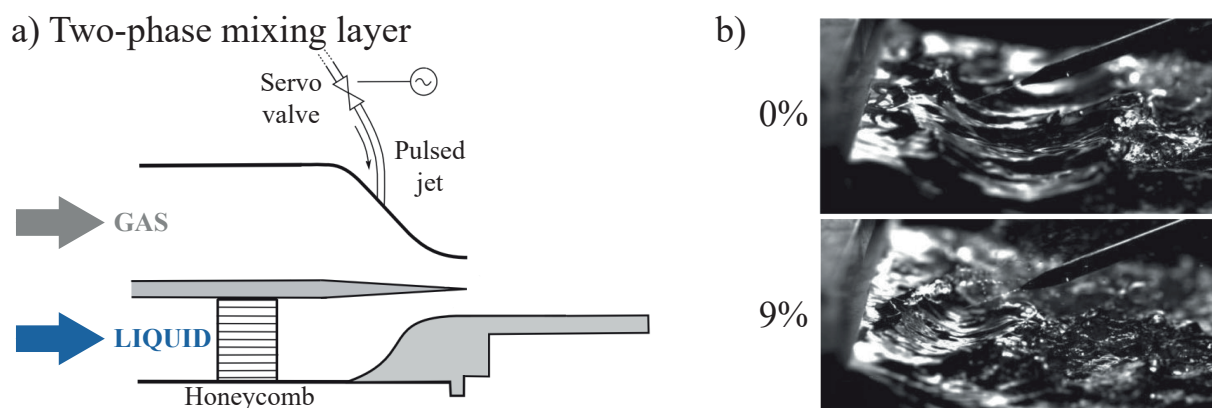 a) Two-phase mixing layer
Servo
valve
Pulsed
jet
GAS
LIQUID
Honeycomb
b)
0%
9%